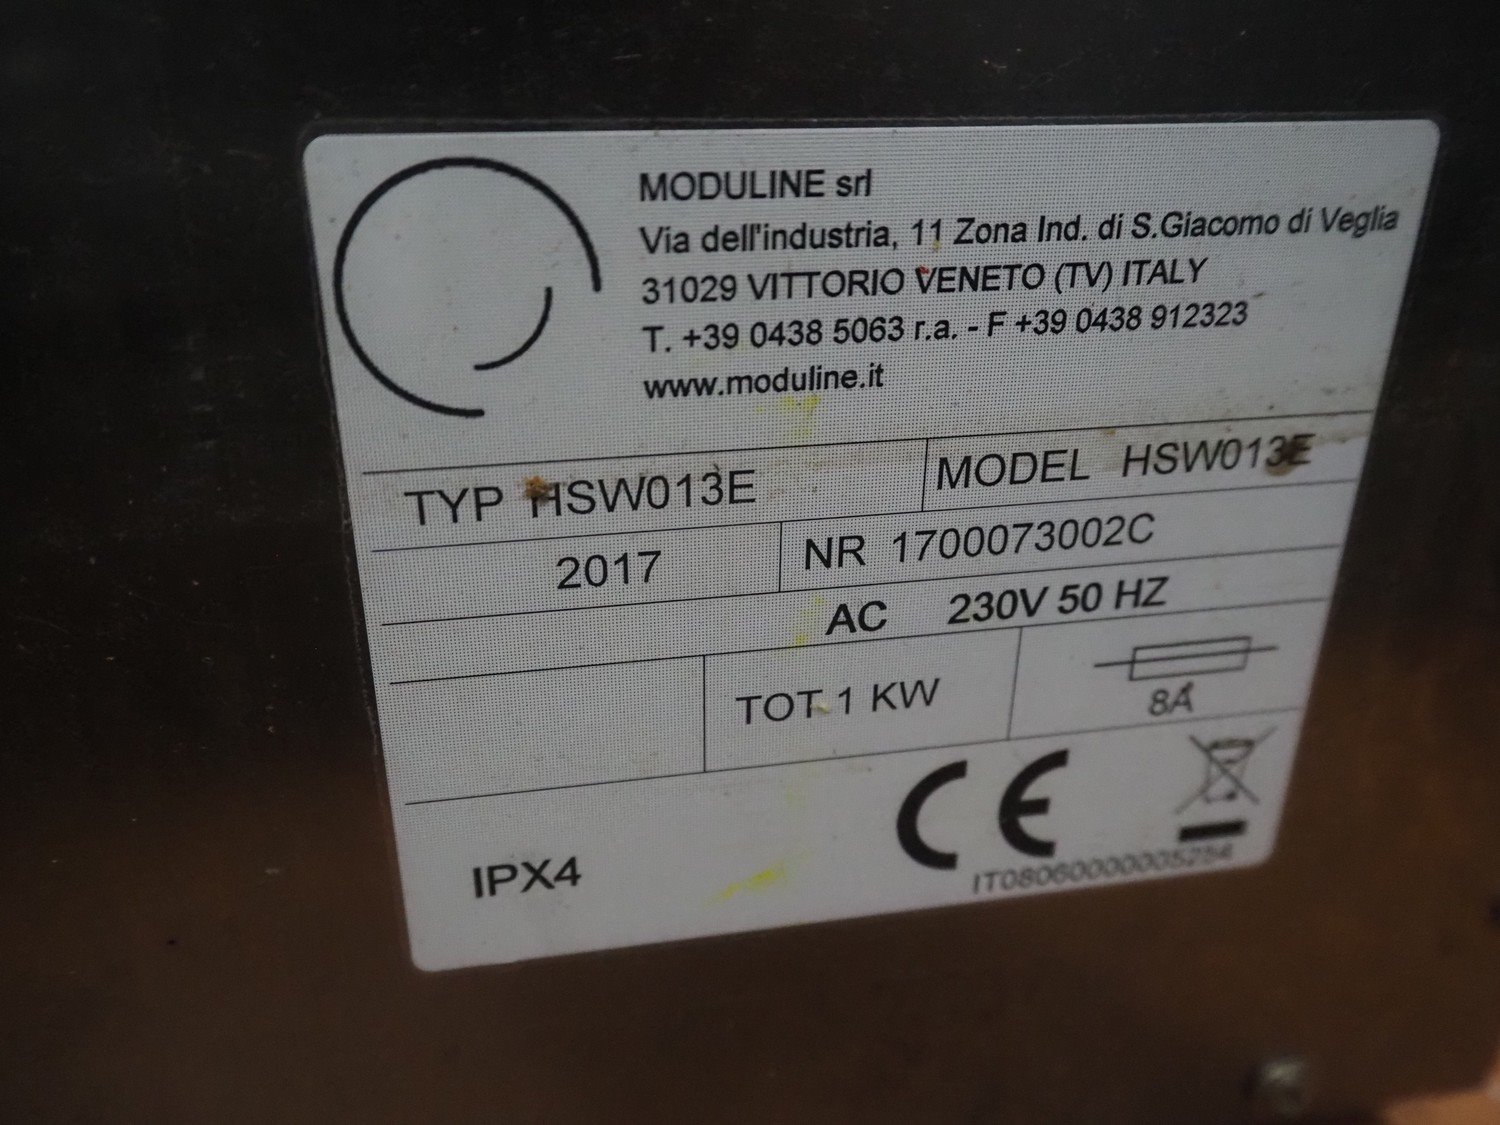 MODULINE srl
Via dell'industria, 11 Zona Ind. di S.Giacomo di Veglia
31029 VITTORIO VENETO (TV) ITALY
T. +39 0438 5063 r.a. - F +39 0438 912323
www.moduline.it
TYP HSW013E
MODEL HSW013E
2017
NR 1700073002C
AC 230V 50 HZ
TOT 1 KW
8A
CE
IPX4
IT08060000005284